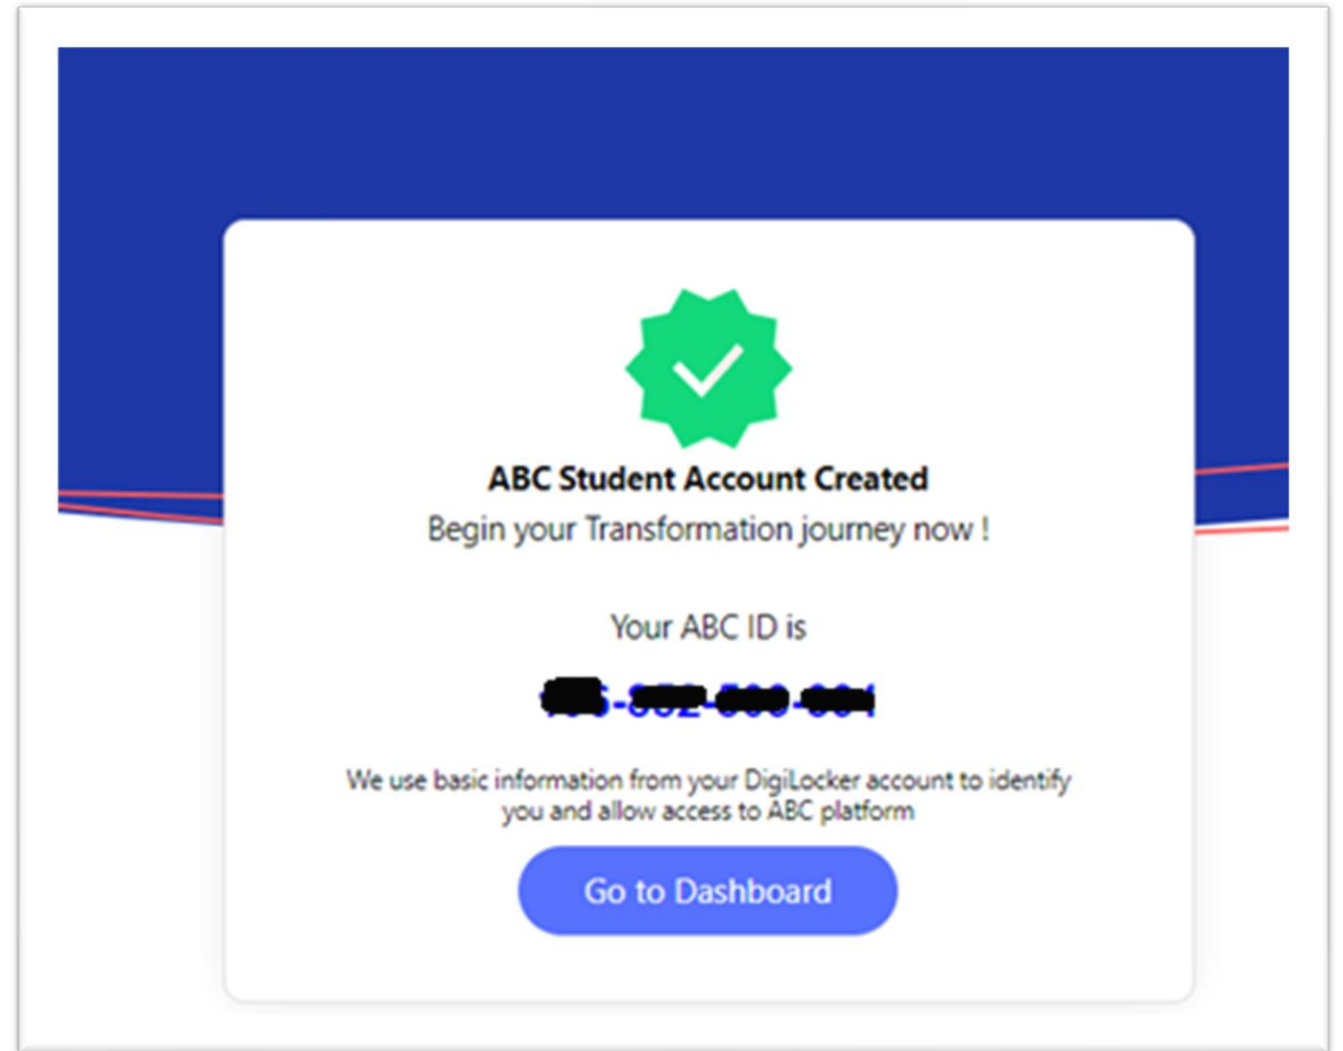 ABC Student Account Created
Begin your Transformation journey now !
Your ABC ID is
We use basic information from your DigiLocker account to identify
you and allow access to ABC platform
Go to Dashboard